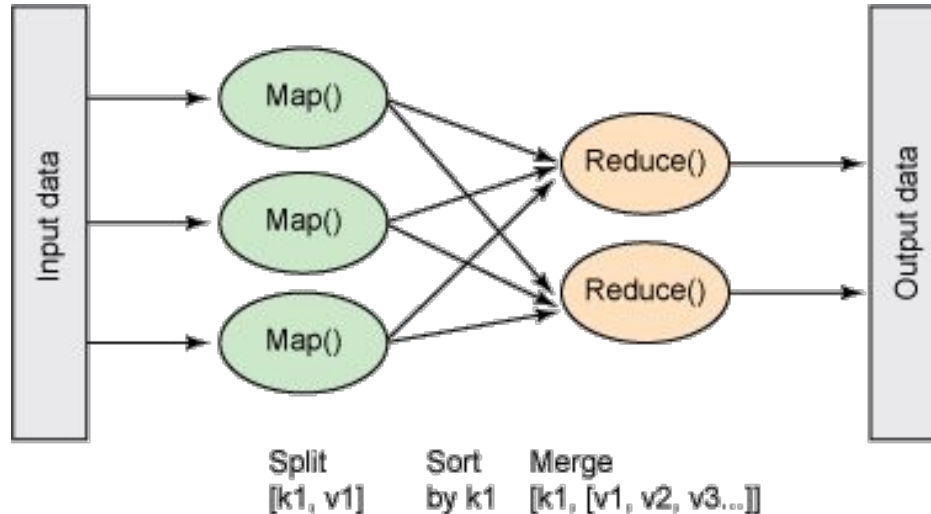 Input data
Map()
Map()
Map()
Reduce()
Reduce()
Output data
Split
[k1, v1]
Sort
by k1
Merge
[k1, [v1, v2, v3...]]